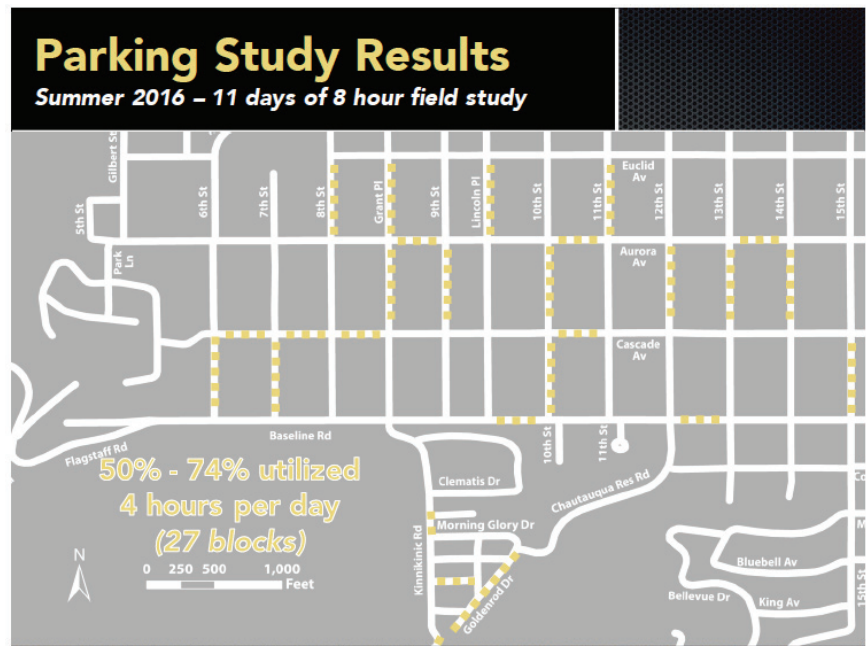 Parking Study Results
Summer 2016 – 11 days of 8 hour field study
Gilbert St
5th St
6th St
7th St
8th St
Grant Pl
9th St
Lincoln Pl
10th St
11th St
Euclid
Av
12th St
13th St
14th St
15th St
Park
Ln
Aurora
Av
Cascade
Av
Baseline Rd
Flagstaff Rd
10th St
11th St
50% - 74% utilized
4 hours per day
(27 blocks)
Clematis Dr
Chautauqua Res Rd
Morning Glory Dr
Kinnikinic Rd
Goldenrod Dr
N
0 250 500 1,000
Feet
Co
M
Bluebell Av
Bellevue Dr
King Av
15th St